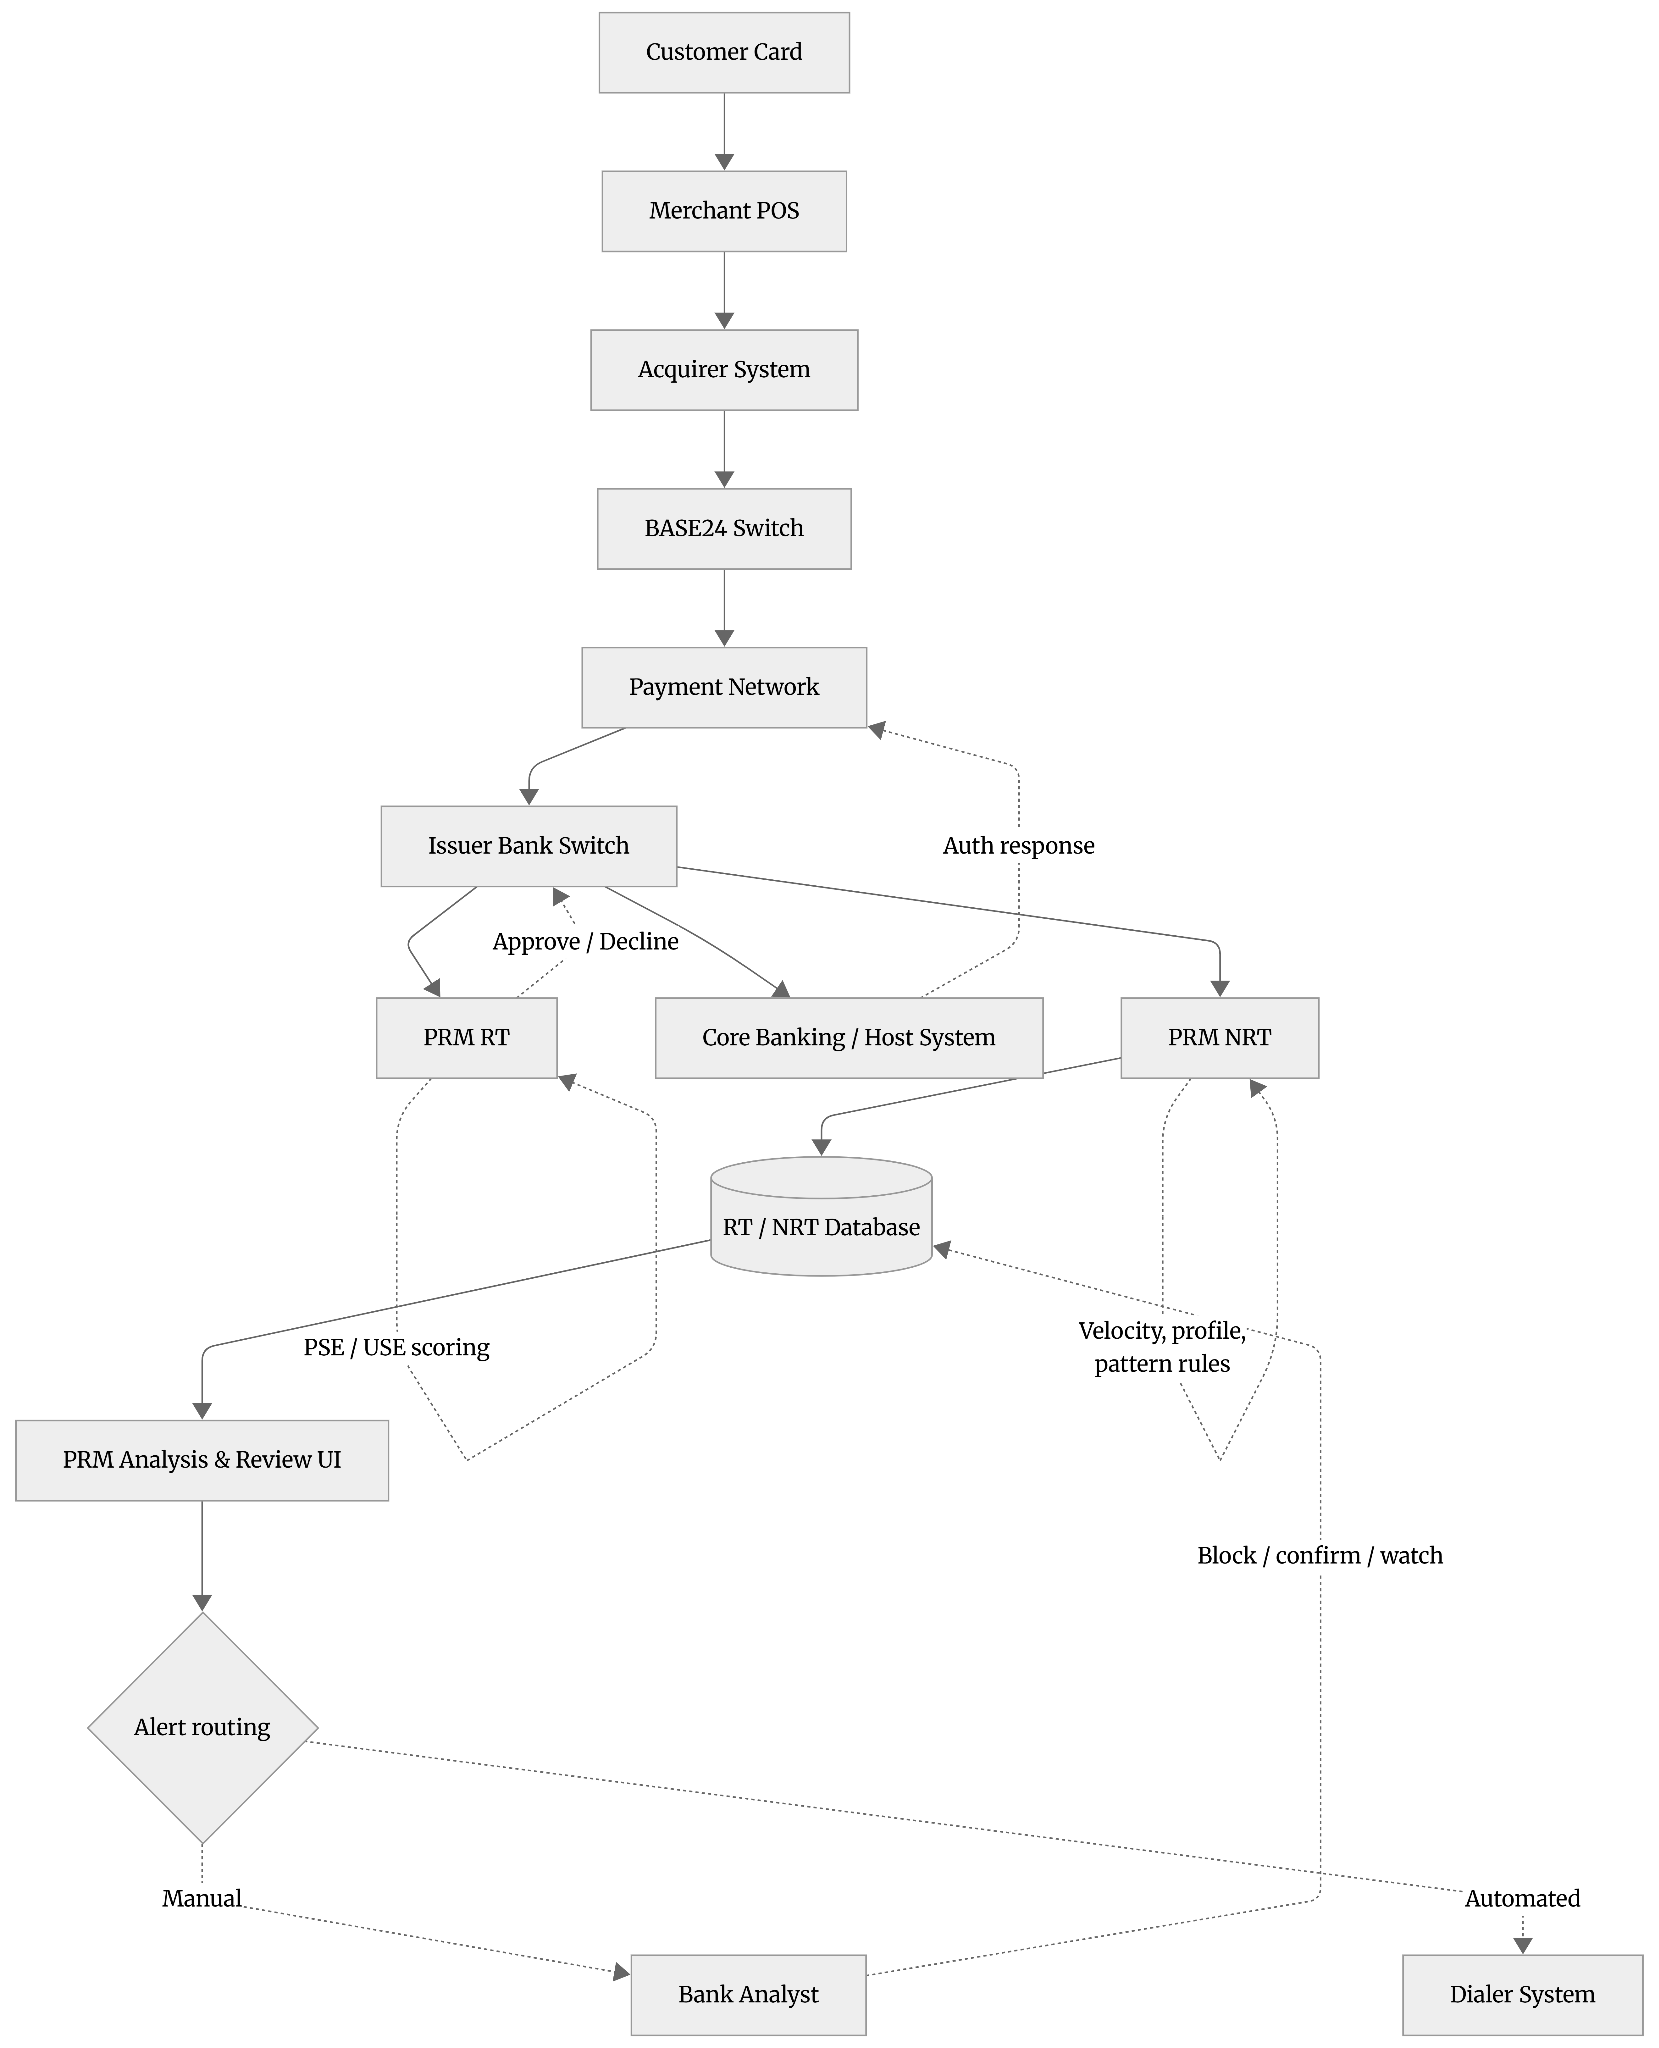 Customer Card
Merchant POS
Acquirer System
BASE24 Switch
Payment Network
Issuer Bank Switch
Auth response
Approve / Decline
PRM RT
Core Banking / Host System
PRM NRT
RT / NRT Database
PSE / USE scoring
Velocity, profile,
pattern rules
PRM Analysis & Review UI
Block / confirm / watch
Alert routing
Manual
Automated
Bank Analyst
Dialer System